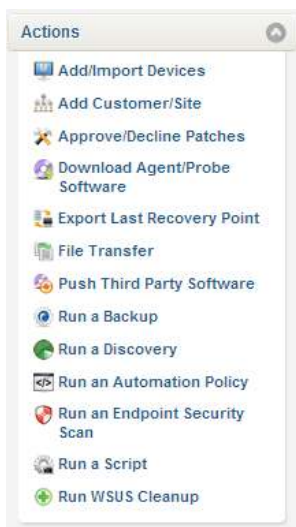 Actions
Add/Import Devices
Add Customer/Site
Approve/Decline Patches
Download Agent/Probe
Software
Export Last Recovery Point
File Transfer
Push Third Party Software
Run a Backup
Run a Discovery
Run an Automation Policy
Run an Endpoint Security
Scan
Run a Script
Run WSUS Cleanup